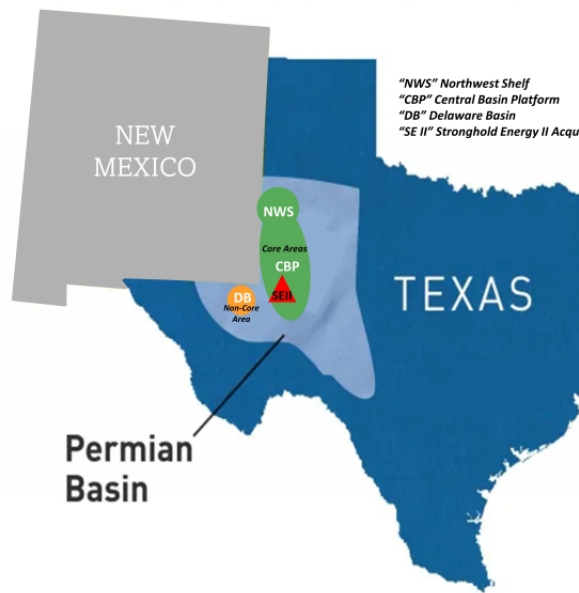 “NWS” Northwest Shelf
“CBP” Central Basin Platform
“DB” Delaware Basin
“SE II” Stronghold Energy II Acqu
NEW
MEXICO
NWS
Core Areas
CBP
TEXAS
DB
SEII
Non-Core
Area
Permian
Basin